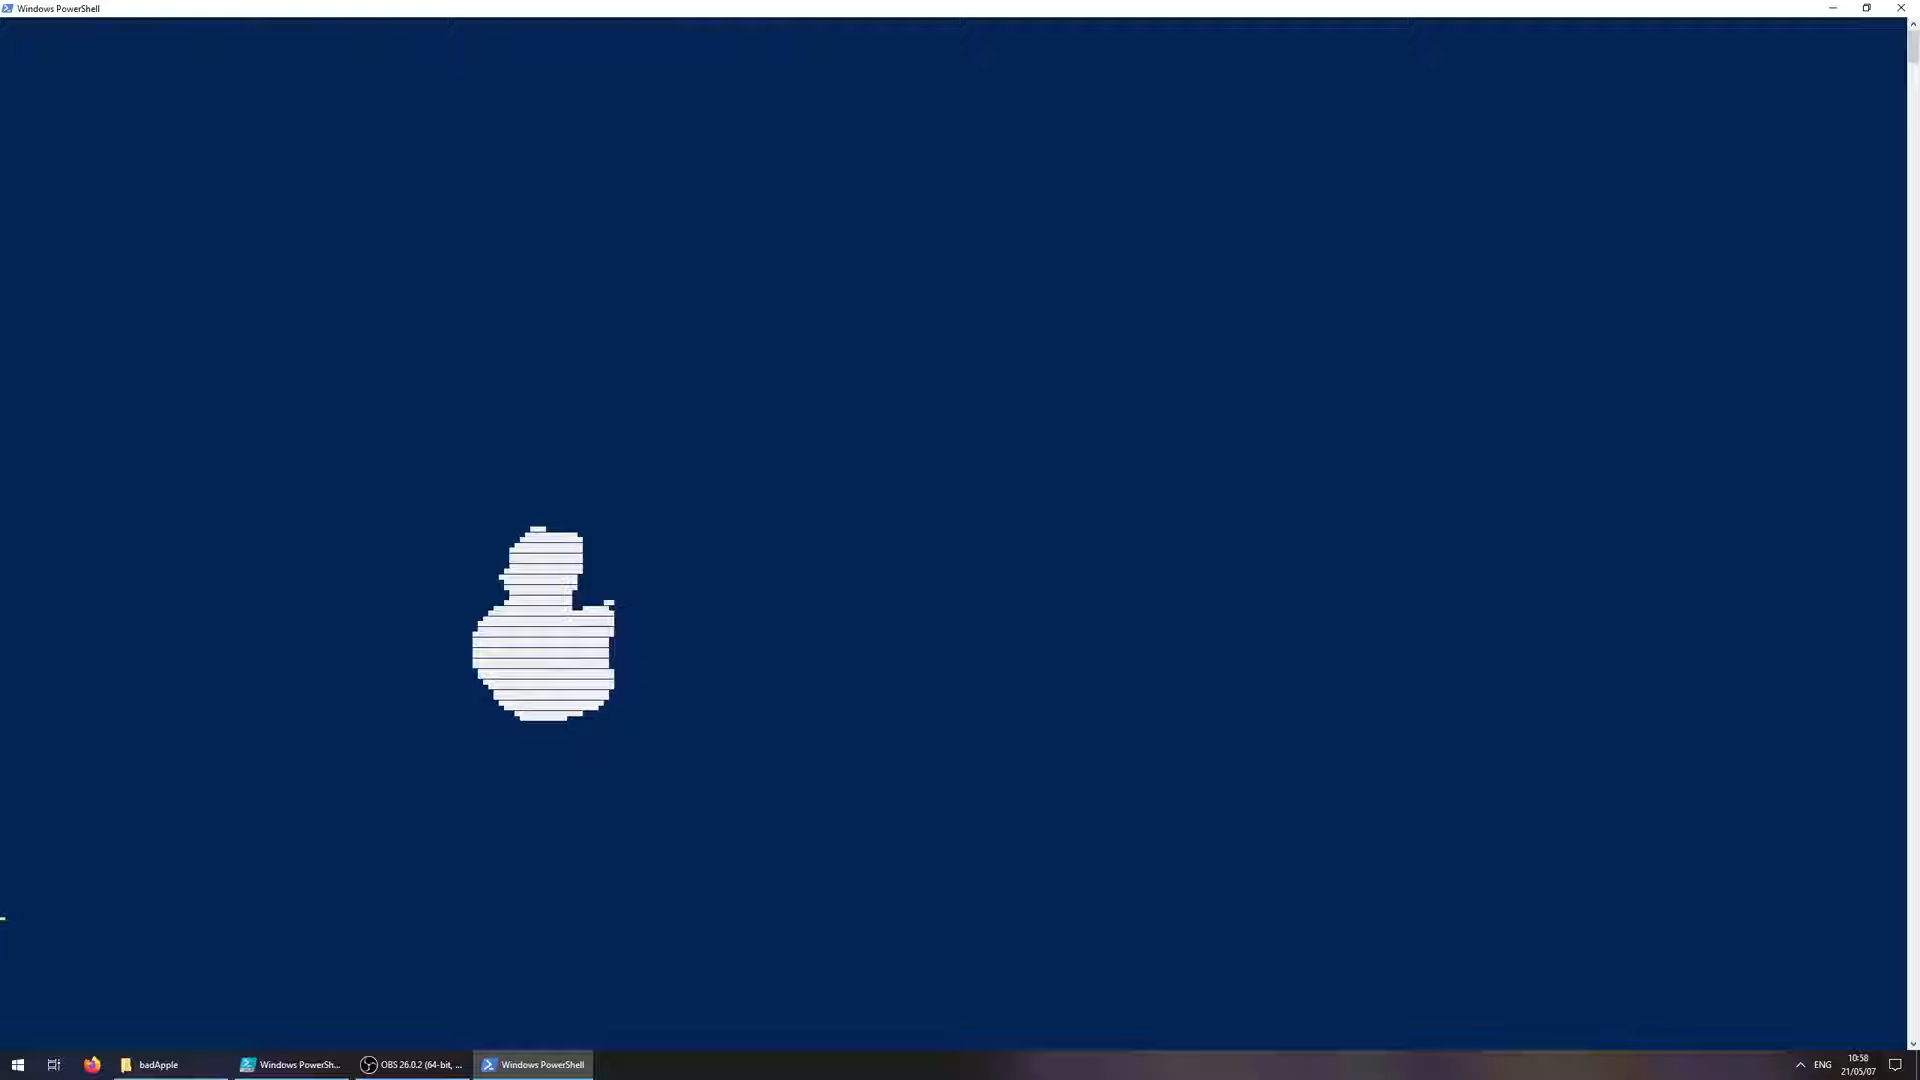 Windows PowerShell
badApple
Windows PowerSh...
OBS 26.0.2 (64-bit, ...
Windows PowerShell
ENG
10:58
21/05/07